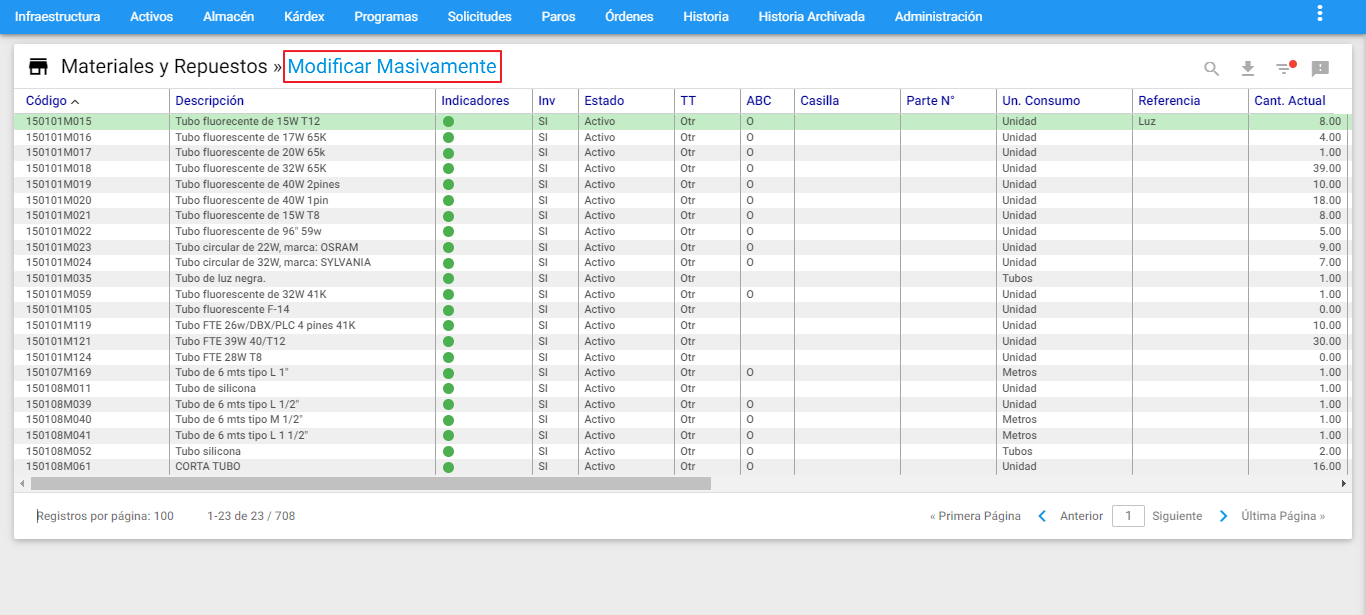 Infraestructura Activos Almacén Kárdex Programas Solicitudes Paros Órdenes Historia Historia Archivada Administración
Materiales y Repuestos » Modificar Masivamente
Código Descripción Indicadores Inv Estado TT ABC Casilla Parte N° Un. Consumo Referencia Cant. Actual
150101M015 Tubo fluorecente de 15W T12 SI Activo Otr O Unidad Luz 8.00
150101M016 Tubo fluorescente de 17W 65K SI Activo Otr O Unidad 4.00
150101M017 Tubo fluorescente de 20W 65k SI Activo Otr O Unidad 1.00
150101M018 Tubo fluorescente de 32W 65K SI Activo Otr O Unidad 39.00
150101M019 Tubo fluorescente de 40W 2pines SI Activo Otr O Unidad 10.00
150101M020 Tubo fluorescente de 40W 1pin SI Activo Otr O Unidad 18.00
150101M021 Tubo fluorescente de 15W T8 SI Activo Otr O Unidad 8.00
150101M022 Tubo fluorescente de 96" 59w SI Activo Otr O Unidad 5.00
150101M023 Tubo circular de 22W, marca: OSRAM SI Activo Otr O Unidad 9.00
150101M024 Tubo circular de 32W, marca: SYLVANIA SI Activo Otr O Unidad 7.00
150101M035 Tubo de luz negra. SI Activo Otr Tubos 1.00
150101M059 Tubo fluorescente de 32W 41K SI Activo Otr O Unidad 1.00
150101M105 Tubo fluorescente F-14 SI Activo Otr Unidad 0.00
150101M119 Tubo FTE 26w/DBX/PLC 4 pines 41K SI Activo Otr Unidad 10.00
150101M121 Tubo FTE 39W 40/T12 SI Activo Otr Unidad 30.00
150101M124 Tubo FTE 28W T8 SI Activo Otr Unidad 0.00
150107M169 Tubo de 6 mts tipo L 1" SI Activo Otr O Metros 1.00
150108M011 Tubo de silicona SI Activo Otr Unidad 1.00
150108M039 Tubo de 6 mts tipo L 1/2" SI Activo Otr O Unidad 1.00
150108M040 Tubo de 6 mts tipo M 1/2" SI Activo Otr O Metros 1.00
150108M041 Tubo de 6 mts tipo L 1 1/2" SI Activo Otr O Metros 1.00
150108M052 Tubo silicona SI Activo Otr O Tubos 2.00
150108M061 CORTA TUBO SI Activo Otr O Unidad 16.00
Registros por página: 100 1-23 de 23 / 708 « Primera Página Anterior 1 Siguiente Última Página »